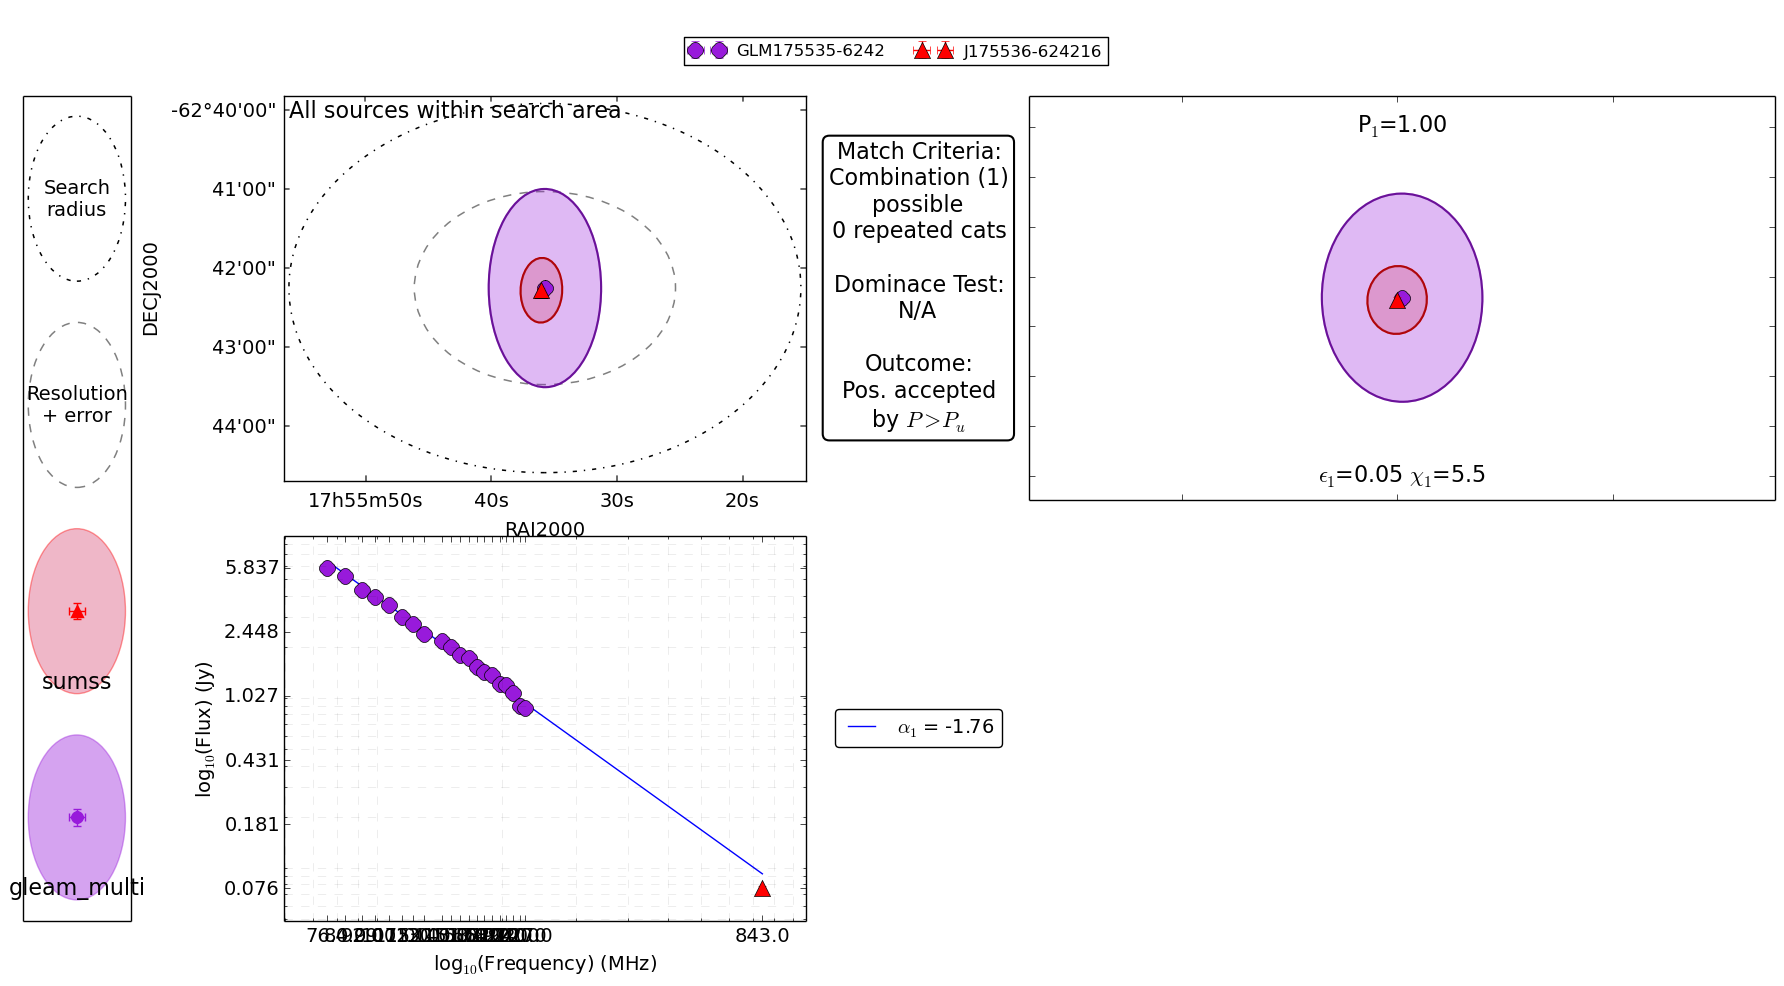 GLM175535-6242 J175536-624216
Search
radius
Resolution
+ error
sumss
gleam_multi
All sources within search area
-62°40'00"
41'00"
42'00"
43'00"
44'00"
DECJ2000
17h55m50s 40s 30s 20s
RAJ2000
Match Criteria:
Combination (1)
possible
0 repeated cats
Dominace Test:
N/A
Outcome:
Pos. accepted
by P>Pᵤ
P₁=1.00
ϵ₁=0.05 χ₁=5.5
5.837
2.448
1.027
0.431
0.181
0.076
log₁₀(Flux) (Jy)
843.0
log₁₀(Frequency) (MHz)
α₁ = -1.76